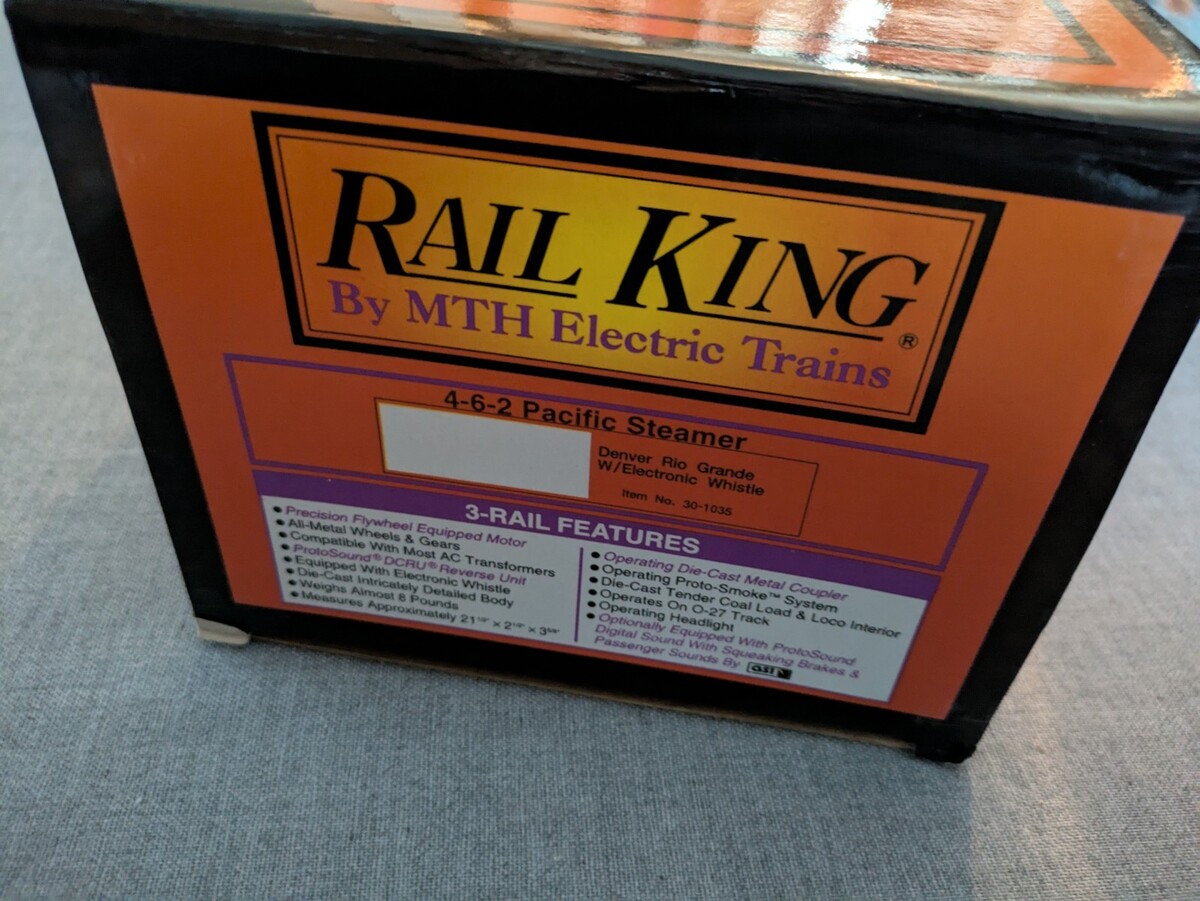 RAIL KING®
By MTH Electric Trains
4-6-2 Pacific Steamer
Denver Rio Grande
W/Electronic Whistle
Item No. 30-1035
3-RAIL FEATURES
• Precision Flywheel Equipped Motor
• All-Metal Wheels & Gears
• Compatible With Most AC Transformers
• ProtoSound® DCRU® Reverse Unit
• Equipped With Electronic Whistle
• Die-Cast Intricately Detailed Body
• Weighs Almost 8 Pounds
• Measures Approximately 21 × 2 × 3
• Operating Die-Cast Metal Coupler
• Operating Proto-Smoke™ System
• Die-Cast Tender Coal Load & Loco Interior
• Operates On O-27 Track
• Operating Headlight
• Optionally Equipped With ProtoSound
Digital Sound With Squeaking Brakes &
Passenger Sounds By QSI